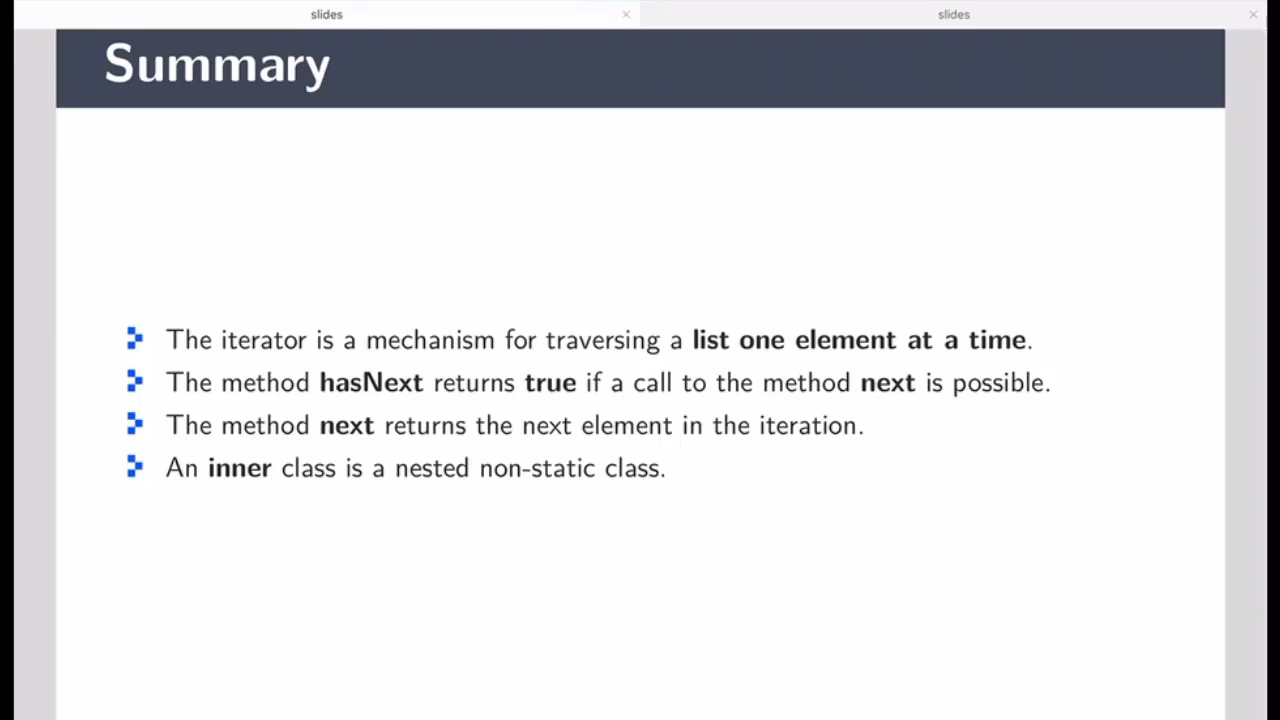 slides
slides
Summary
The iterator is a mechanism for traversing a list one element at a time.
The method hasNext returns true if a call to the method next is possible.
The method next returns the next element in the iteration.
An inner class is a nested non-static class.